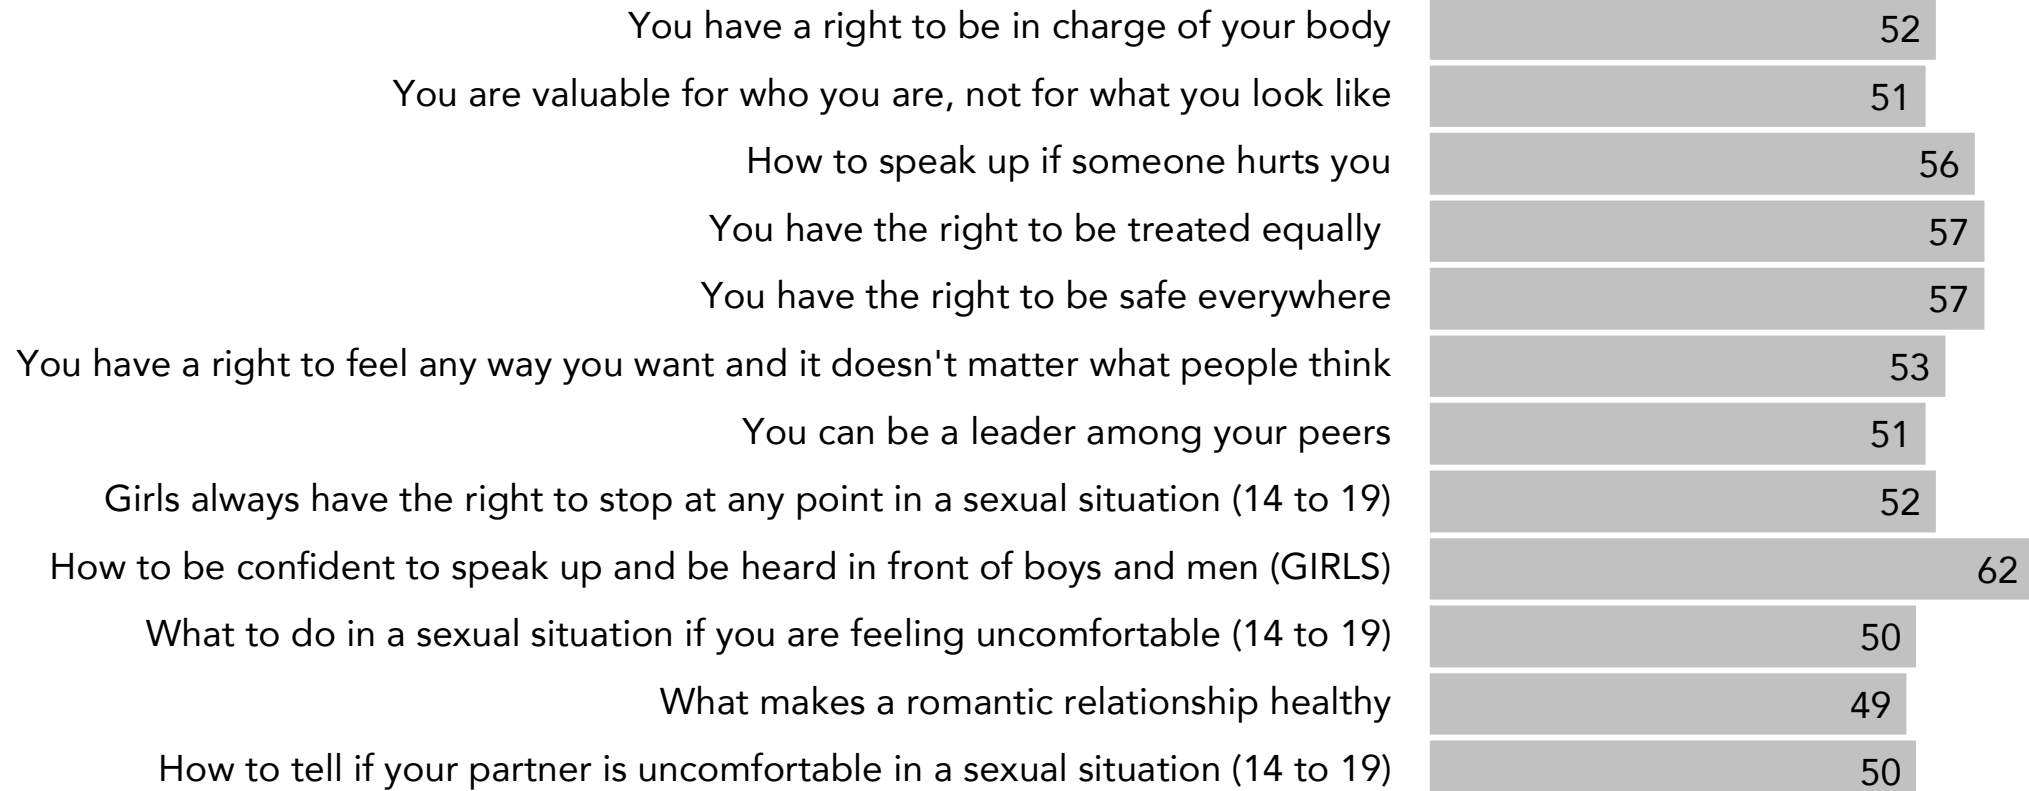 You have a right to be in charge of your body 52
You are valuable for who you are, not for what you look like 51
How to speak up if someone hurts you 56
You have the right to be treated equally 57
You have the right to be safe everywhere 57
You have a right to feel any way you want and it doesn't matter what people think 53
You can be a leader among your peers 51
Girls always have the right to stop at any point in a sexual situation (14 to 19) 52
How to be confident to speak up and be heard in front of boys and men (GIRLS) 62
What to do in a sexual situation if you are feeling uncomfortable (14 to 19) 50
What makes a romantic relationship healthy 49
How to tell if your partner is uncomfortable in a sexual situation (14 to 19) 50